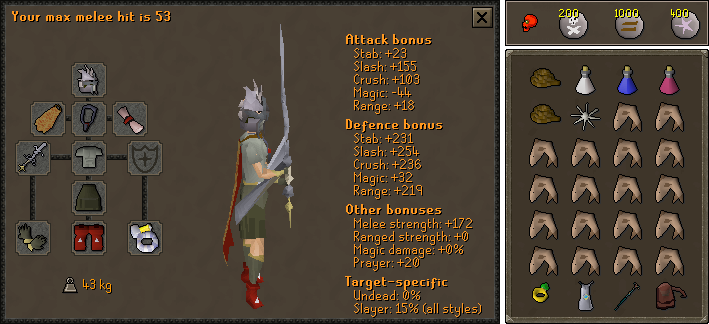 Your max melee hit is 53
Attack bonus
Stab: +23
Slash: +155
Crush: +103
Magic: -44
Range: +18
Defence bonus
Stab: +231
Slash: +254
Crush: +236
Magic: +32
Range: +219
Other bonuses
Melee strength: +172
Ranged strength: +0
Magic damage: +0%
Prayer: +20
Target-specific
Undead: 0%
Slayer: 15% (all styles)
43 kg
200
1000
400